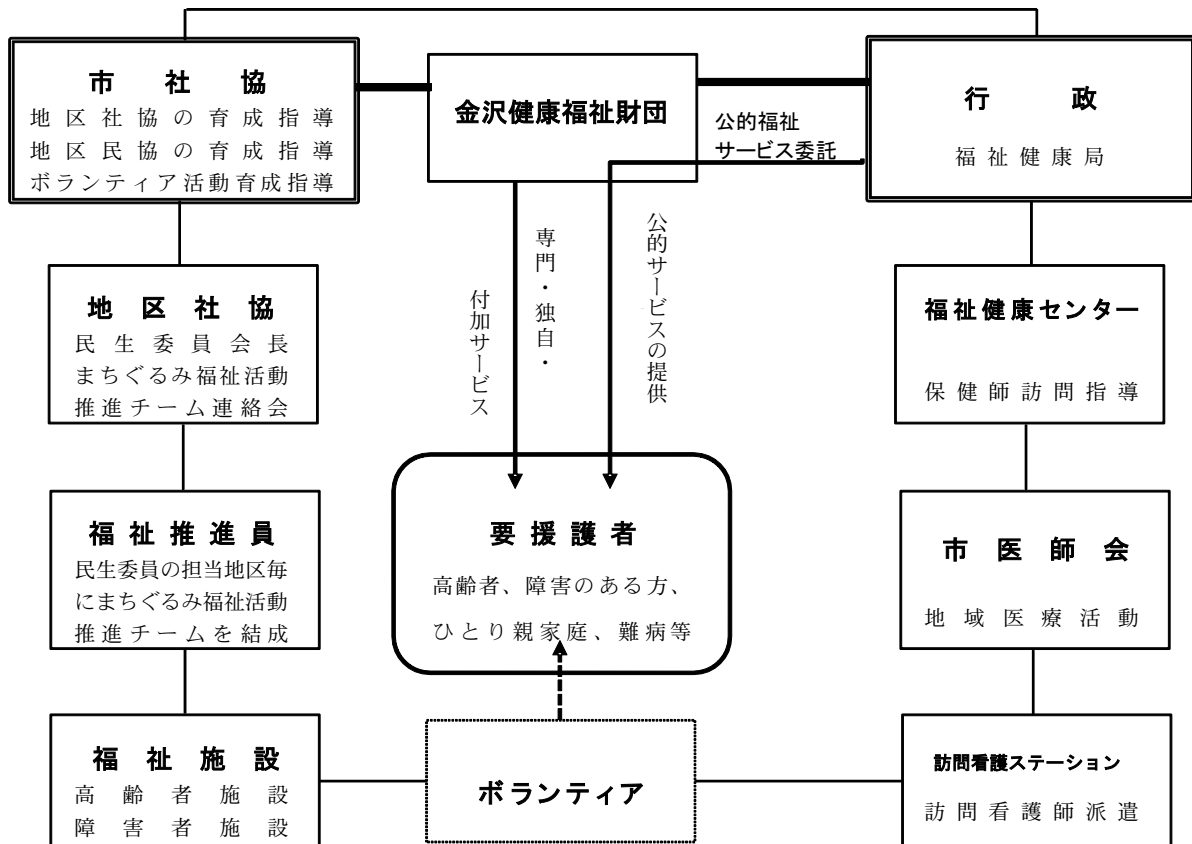 市社協
地区社協の育成指導
地区民協の育成指導
ボランティア活動育成指導
金沢健康福祉財団
行政
福祉健康局
公的福祉
サービス委託
専門・独自・
付加サービス
公的サービスの提供
地区社協
民生委員会長
まちぐるみ福祉活動
推進チーム連絡会
福祉健康センター
保健師訪問指導
福祉推進員
民生委員の担当地区毎
にまちぐるみ福祉活動
推進チームを結成
要援護者
高齢者、障害のある方、
ひとり親家庭、難病等
市医師会
地域医療活動
福祉施設
高齢者施設
障害者施設
ボランティア
訪問看護ステーション
訪問看護師派遣